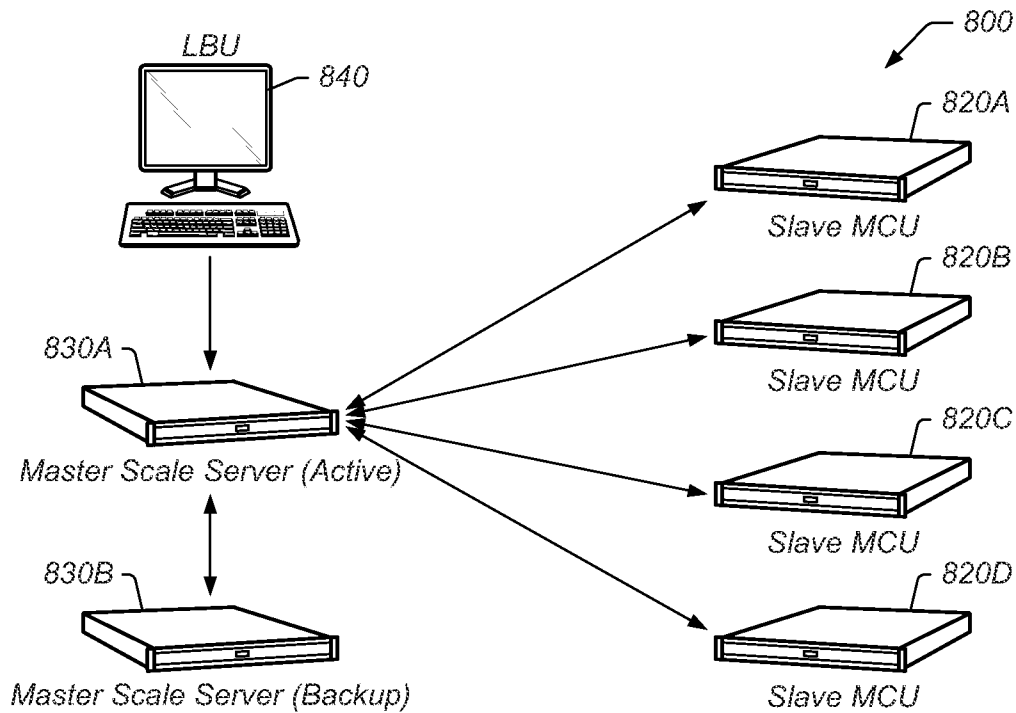 800
LBU
840
820A
Slave MCU
820B
Slave MCU
830A
Master Scale Server (Active)
820C
Slave MCU
830B
Master Scale Server (Backup)
820D
Slave MCU